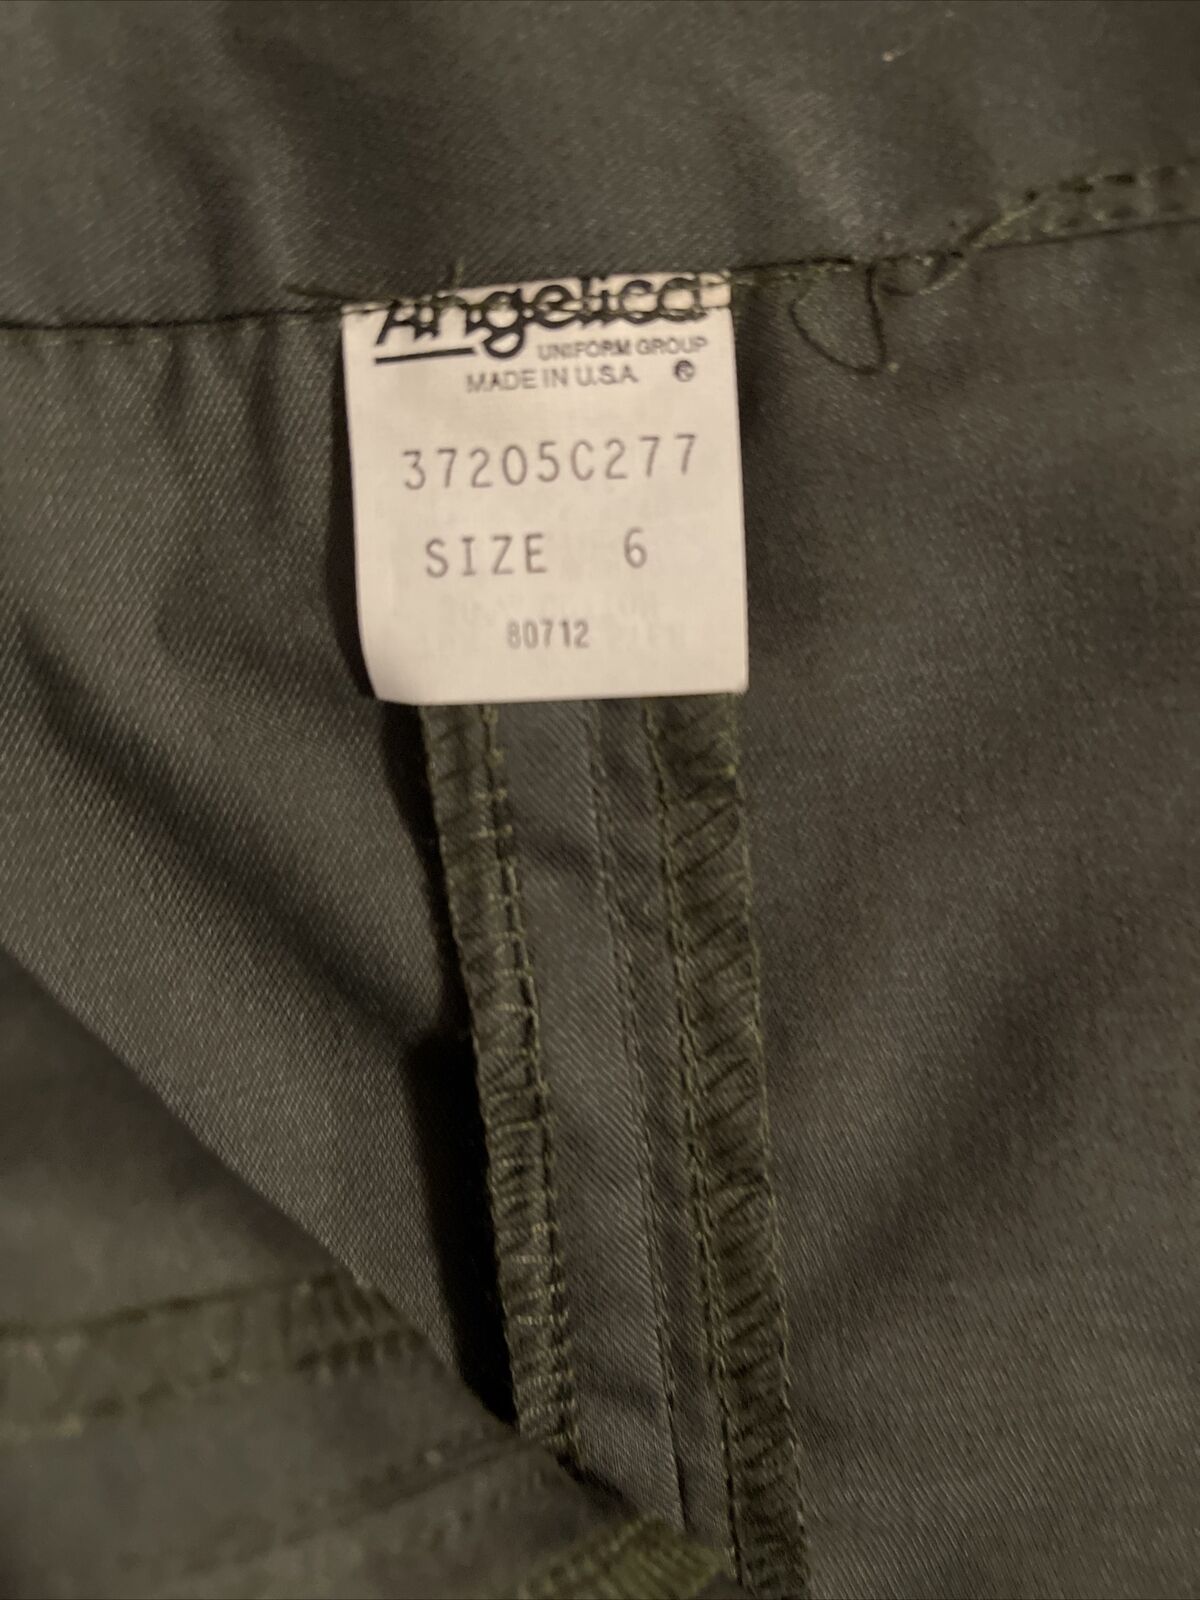 Angelica
UNIFORM GROUP
MADE IN U.S.A. ®
37205C277
SIZE 6
80712